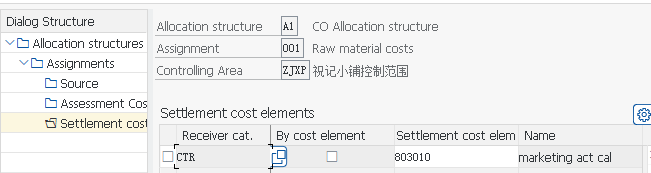 Dialog Structure
Allocation structures
Assignments
Source
Assessment Cos
Settlement cost
Allocation structure A1 CO Allocation structure
Assignment 001 Raw material costs
Controlling Area ZJXP 祝记小铺控制范围
Settlement cost elements
Receiver cat. By cost element Settlement cost elem Name
CTR 803010 marketing act cal